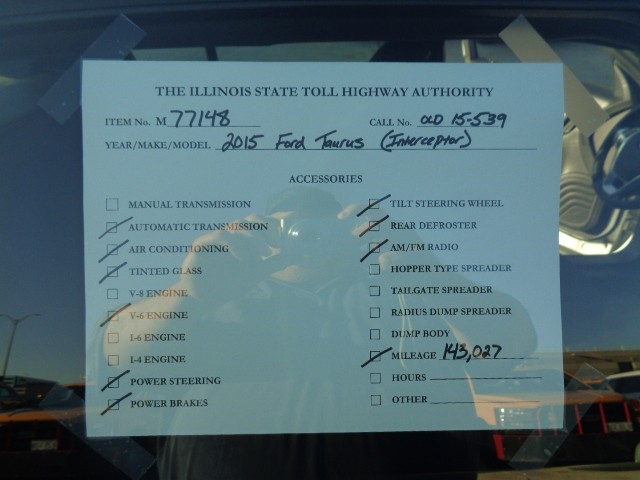 THE ILLINOIS STATE TOLL HIGHWAY AUTHORITY
ITEM No. M 77148 CALL No. OLD 15-539
YEAR/MAKE/MODEL 2015 Ford Taurus (Interceptor)
ACCESSORIES
MANUAL TRANSMISSION
AUTOMATIC TRANSMISSION
AIR CONDITIONING
TINTED GLASS
V-8 ENGINE
V-6 ENGINE
I-6 ENGINE
I-4 ENGINE
POWER STEERING
POWER BRAKES
TILT STEERING WHEEL
REAR DEFROSTER
AM/FM RADIO
HOPPER TYPE SPREADER
TAILGATE SPREADER
RADIUS DUMP SPREADER
DUMP BODY
MILEAGE 143,027
HOURS
OTHER